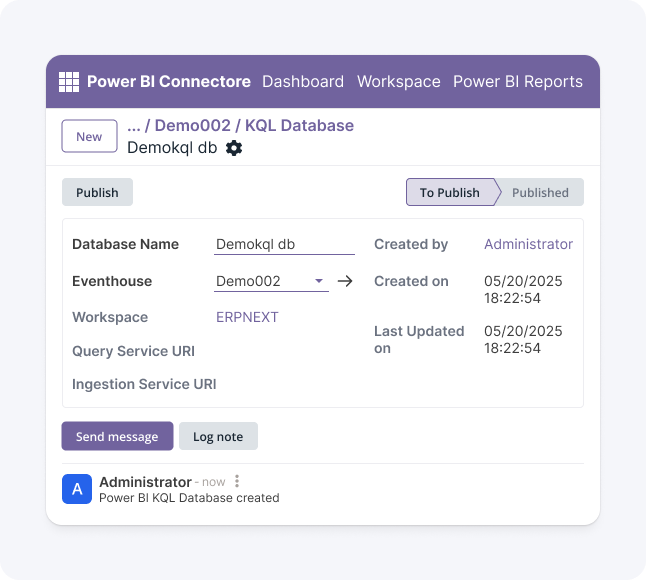 Power BI Connectore Dashboard Workspace Power BI Reports
New
... / Demo002 / KQL Database
Demokql db
Publish
To Publish Published
Database Name Demokql db
Eventhouse Demo002
Workspace ERPNEXT
Query Service URI
Ingestion Service URI
Created by Administrator
Created on 05/20/2025
18:22:54
Last Updated 05/20/2025
on 18:22:54
Send message Log note
A
Administrator - now
Power BI KQL Database created